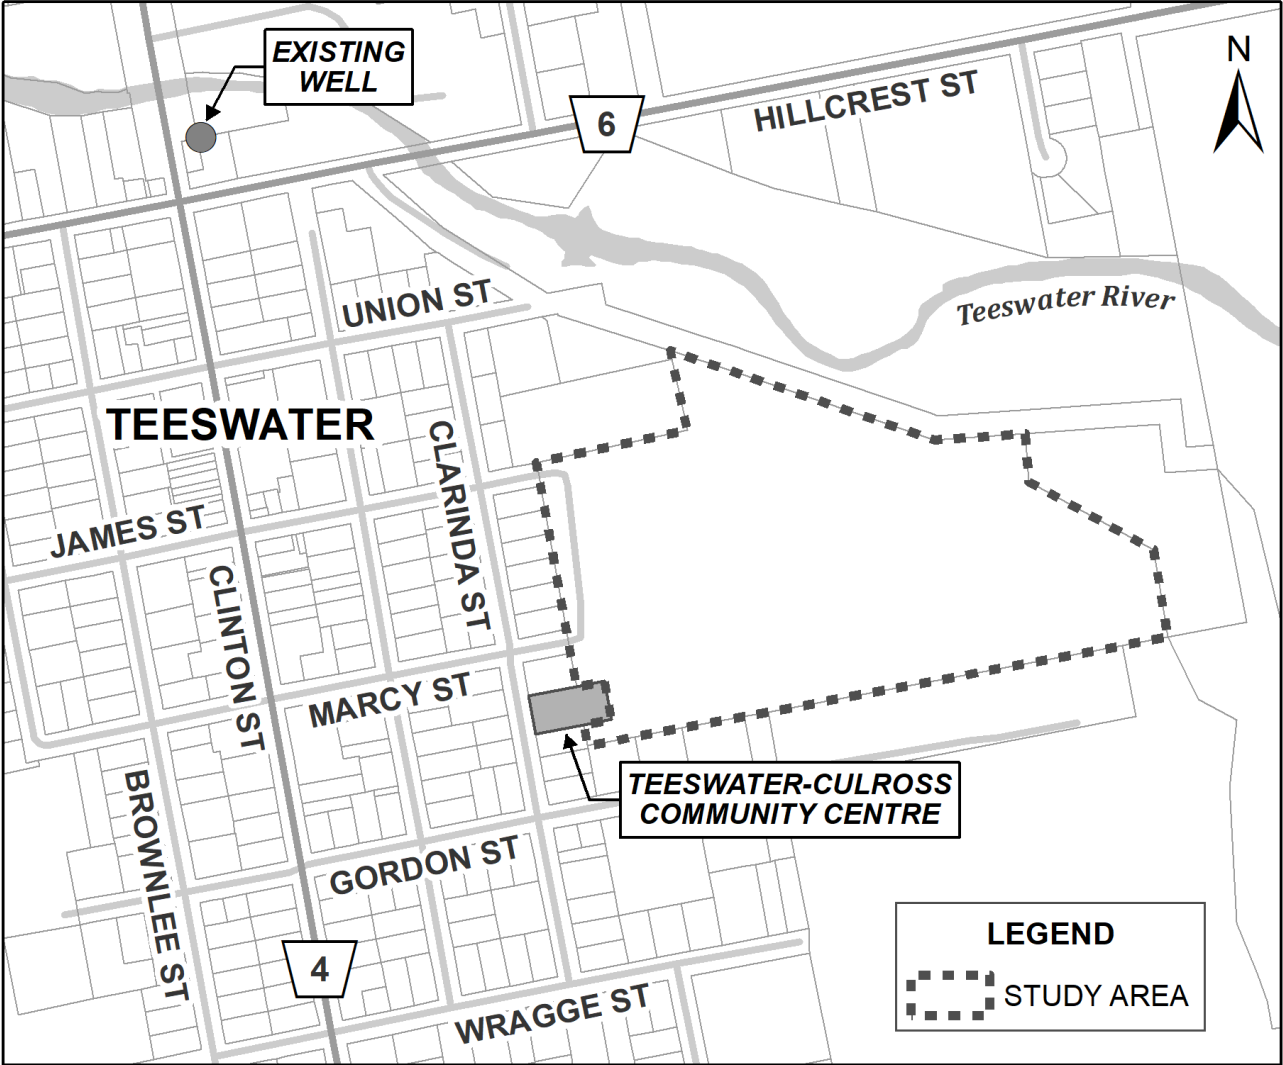 EXISTING
WELL
N
6
HILLCREST ST
UNION ST
Teeswater River
TEESWATER
CLARINDA ST
JAMES ST
CLINTON ST
MARCY ST
TEESWATER-CULROSS
COMMUNITY CENTRE
BROWNLEE ST
GORDON ST
4
WRAGGE ST
LEGEND
STUDY AREA